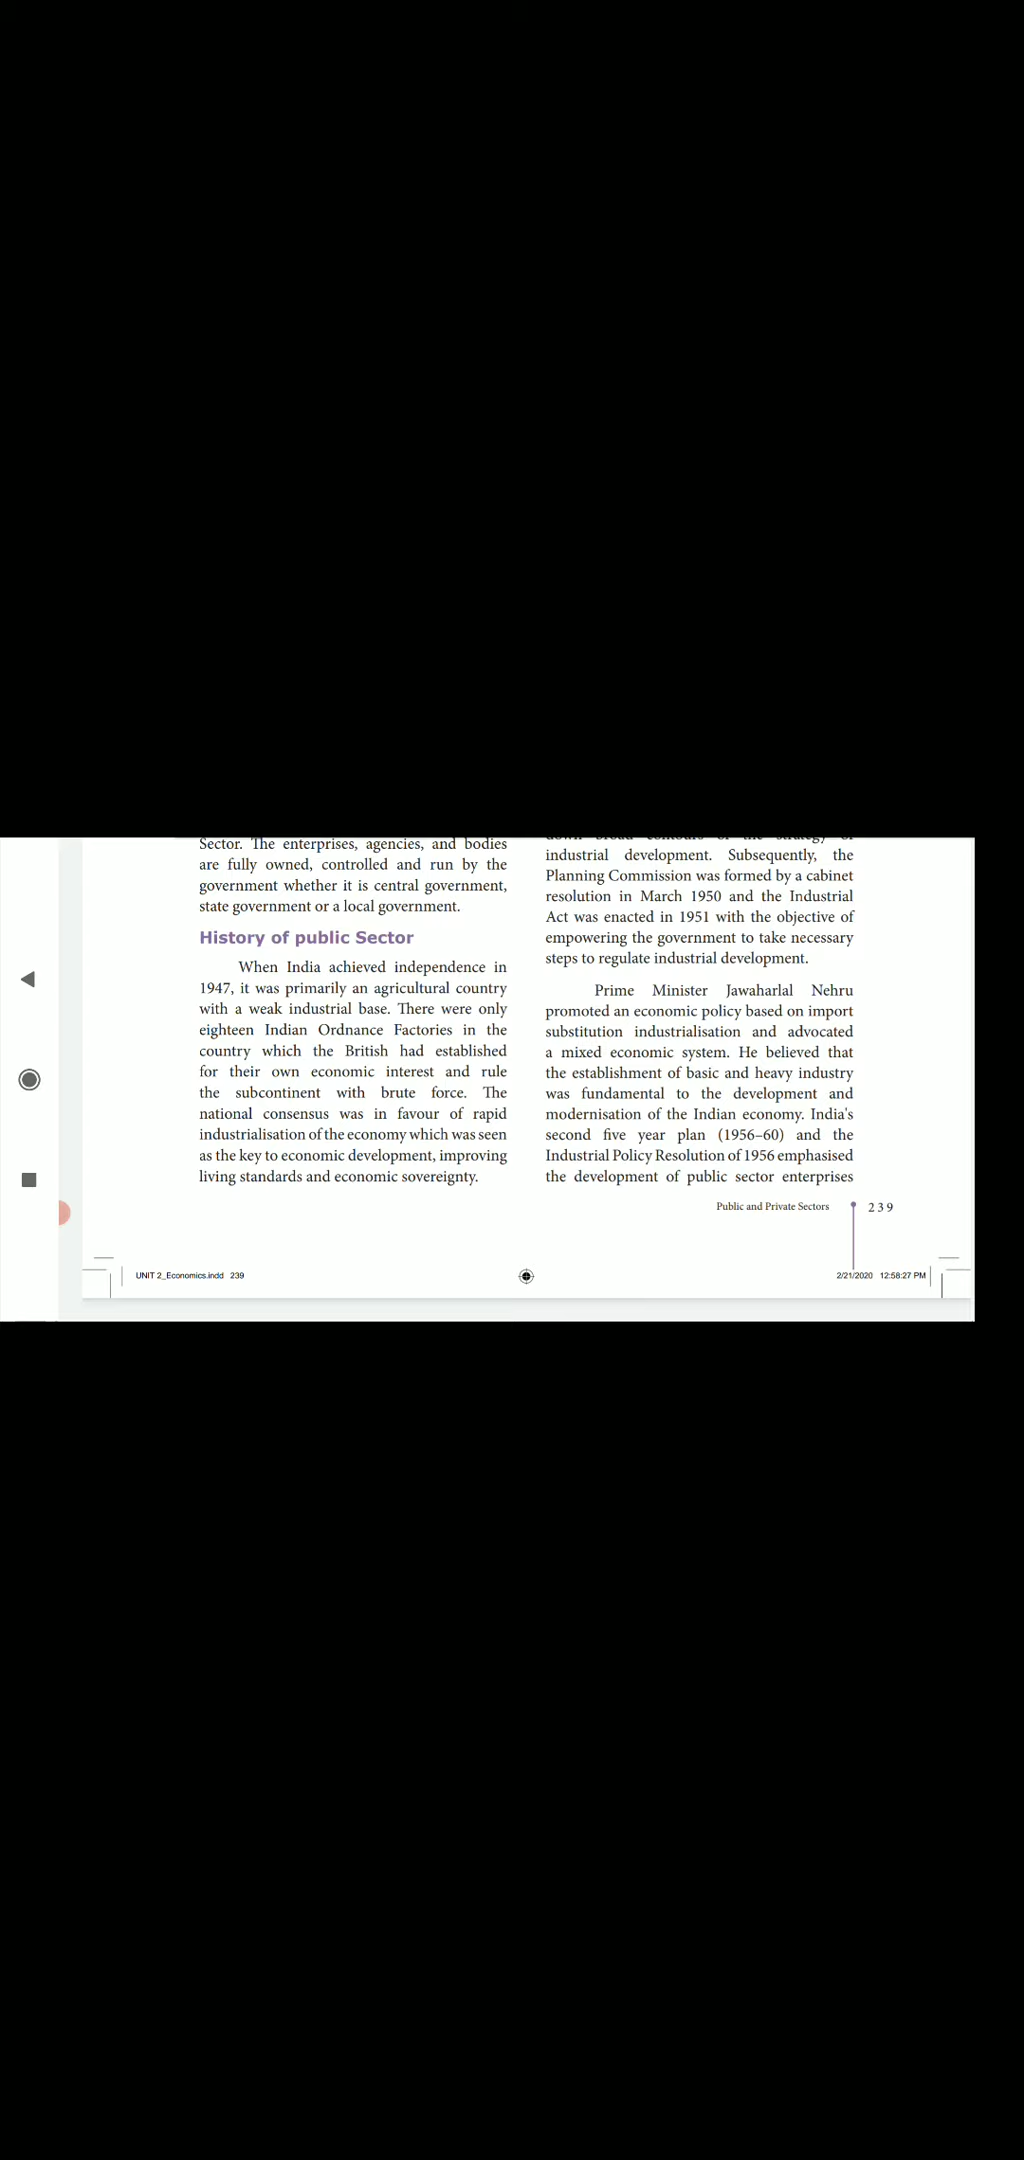 Sector. The enterprises, agencies, and bodies
are fully owned, controlled and run by the
government whether it is central government,
state government or a local government.
History of public Sector
When India achieved independence in
1947, it was primarily an agricultural country
with a weak industrial base. There were only
eighteen Indian Ordnance Factories in the
country which the British had established
for their own economic interest and rule
the subcontinent with brute force. The
national consensus was in favour of rapid
industrialisation of the economy which was seen
as the key to economic development, improving
living standards and economic sovereignty.
down broad contours of the strategy of
industrial development. Subsequently, the
Planning Commission was formed by a cabinet
resolution in March 1950 and the Industrial
Act was enacted in 1951 with the objective of
empowering the government to take necessary
steps to regulate industrial development.
Prime Minister Jawaharlal Nehru
promoted an economic policy based on import
substitution industrialisation and advocated
a mixed economic system. He believed that
the establishment of basic and heavy industry
was fundamental to the development and
modernisation of the Indian economy. India's
second five year plan (1956–60) and the
Industrial Policy Resolution of 1956 emphasised
the development of public sector enterprises
Public and Private Sectors 239
UNIT 2_Economics.indd 239 2/21/2020 12:58:27 PM